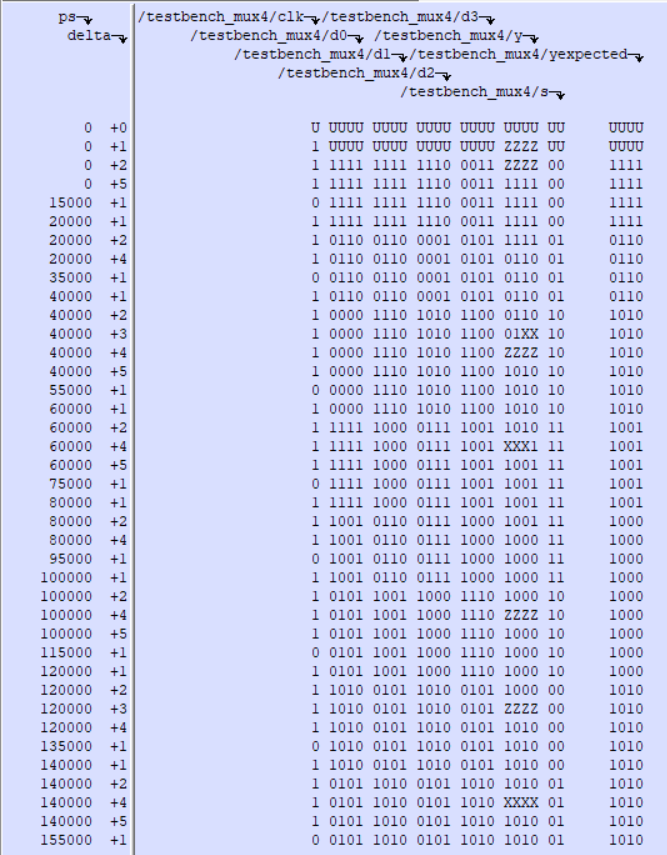 ps /testbench_mux4/clk /testbench_mux4/d3
delta /testbench_mux4/d0 /testbench_mux4/y
/testbench_mux4/d1 /testbench_mux4/yexpected
/testbench_mux4/d2
/testbench_mux4/s
0 +0 U UUUU UUUU UUUU UUUU UUUU UU UUUU
0 +1 1 UUUU UUUU UUUU UUUU ZZZZ UU UUUU
0 +2 1 1111 1111 1110 0011 ZZZZ 00 1111
0 +5 1 1111 1111 1110 0011 1111 00 1111
15000 +1 0 1111 1111 1110 0011 1111 00 1111
20000 +1 1 1111 1111 1110 0011 1111 00 1111
20000 +2 1 0110 0110 0001 0101 1111 01 0110
20000 +4 1 0110 0110 0001 0101 0110 01 0110
35000 +1 0 0110 0110 0001 0101 0110 01 0110
40000 +1 1 0110 0110 0001 0101 0110 01 0110
40000 +2 1 0000 1110 1010 1100 0110 10 1010
40000 +3 1 0000 1110 1010 1100 01XX 10 1010
40000 +4 1 0000 1110 1010 1100 ZZZZ 10 1010
40000 +5 1 0000 1110 1010 1100 1010 10 1010
55000 +1 0 0000 1110 1010 1100 1010 10 1010
60000 +1 1 0000 1110 1010 1100 1010 10 1010
60000 +2 1 1111 1000 0111 1001 1010 11 1001
60000 +4 1 1111 1000 0111 1001 XXX1 11 1001
60000 +5 1 1111 1000 0111 1001 1001 11 1001
75000 +1 0 1111 1000 0111 1001 1001 11 1001
80000 +1 1 1111 1000 0111 1001 1001 11 1001
80000 +2 1 1001 0110 0111 1000 1001 11 1000
80000 +4 1 1001 0110 0111 1000 1000 11 1000
95000 +1 0 1001 0110 0111 1000 1000 11 1000
100000 +1 1 1001 0110 0111 1000 1000 11 1000
100000 +2 1 0101 1001 1000 1110 1000 10 1000
100000 +4 1 0101 1001 1000 1110 ZZZZ 10 1000
100000 +5 1 0101 1001 1000 1110 1000 10 1000
115000 +1 0 0101 1001 1000 1110 1000 10 1000
120000 +1 1 0101 1001 1000 1110 1000 10 1000
120000 +2 1 1010 0101 1010 0101 1000 00 1010
120000 +3 1 1010 0101 1010 0101 ZZZZ 00 1010
120000 +4 1 1010 0101 1010 0101 1010 00 1010
135000 +1 0 1010 0101 1010 0101 1010 00 1010
140000 +1 1 1010 0101 1010 0101 1010 00 1010
140000 +2 1 0101 1010 0101 1010 1010 01 1010
140000 +4 1 0101 1010 0101 1010 XXXX 01 1010
140000 +5 1 0101 1010 0101 1010 1010 01 1010
155000 +1 0 0101 1010 0101 1010 1010 01 1010